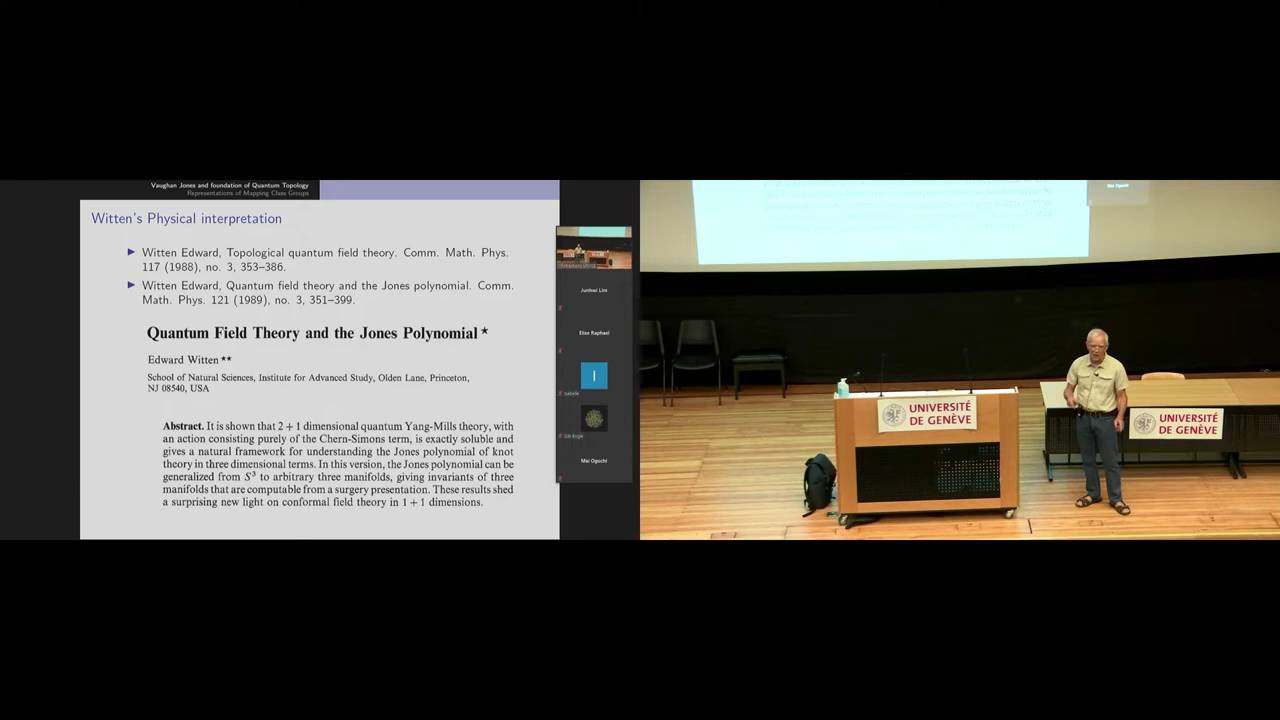 Vaughan Jones and foundation of Quantum Topology
Representations of Mapping Class Groups
Witten's Physical interpretation
Witten Edward, Topological quantum field theory. Comm. Math. Phys.
117 (1988), no. 3, 353–386.
Witten Edward, Quantum field theory and the Jones polynomial. Comm.
Math. Phys. 121 (1989), no. 3, 351–399.
Quantum Field Theory and the Jones Polynomial *
Edward Witten **
School of Natural Sciences, Institute for Advanced Study, Olden Lane, Princeton,
NJ 08540, USA
Abstract. It is shown that 2 + 1 dimensional quantum Yang-Mills theory, with
an action consisting purely of the Chern-Simons term, is exactly soluble and
gives a natural framework for understanding the Jones polynomial of knot
theory in three dimensional terms. In this version, the Jones polynomial can be
generalized from S³ to arbitrary three manifolds, giving invariants of three
manifolds that are computable from a surgery presentation. These results shed
a surprising new light on conformal field theory in 1 + 1 dimensions.
Junhwi Lim
Elise Raphael
I
Isabella
Mai Oguchi
Mai Oguchi
UNIVERSITÉ
DE GENÈVE
UNIVERSITÉ
DE GENÈVE